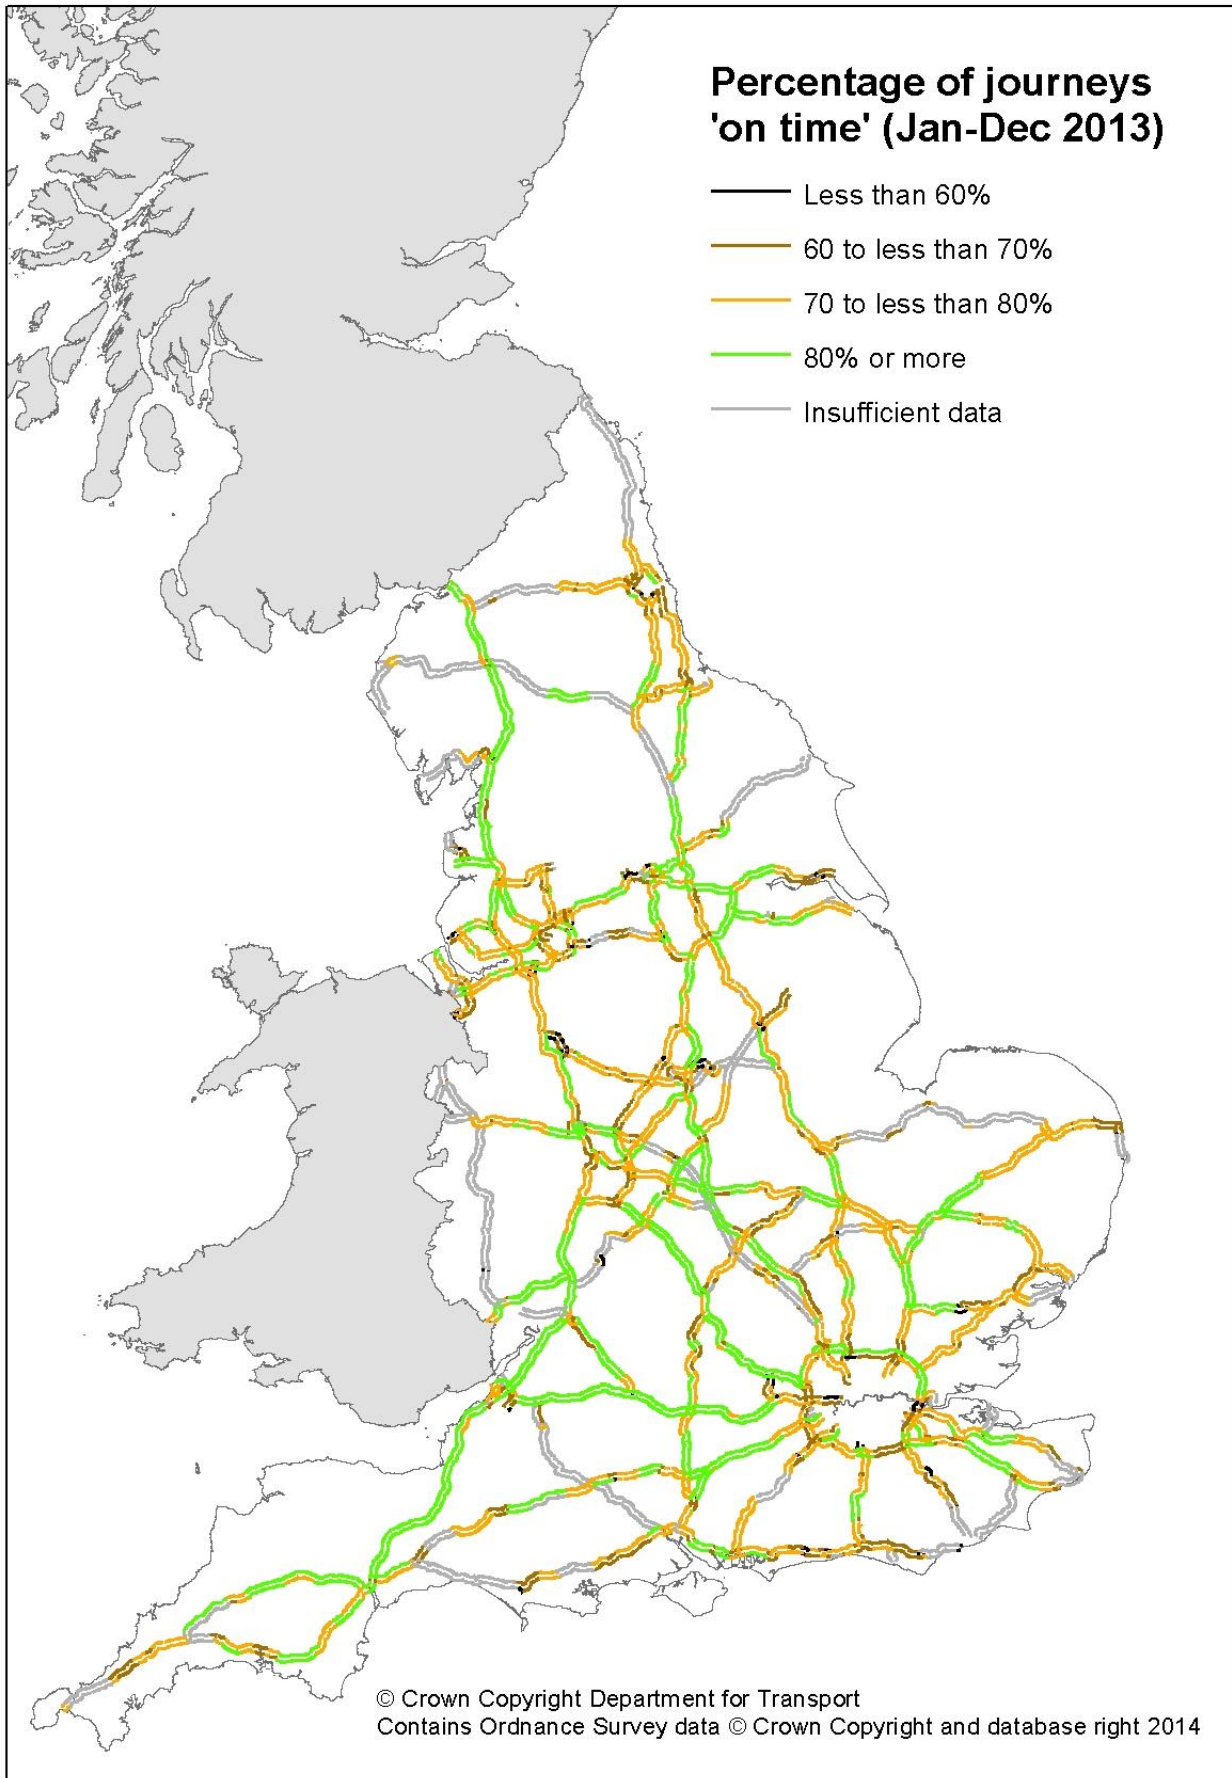 Percentage of journeys
'on time' (Jan-Dec 2013)
Less than 60%
60 to less than 70%
70 to less than 80%
80% or more
Insufficient data
© Crown Copyright Department for Transport
Contains Ordnance Survey data © Crown Copyright and database right 2014